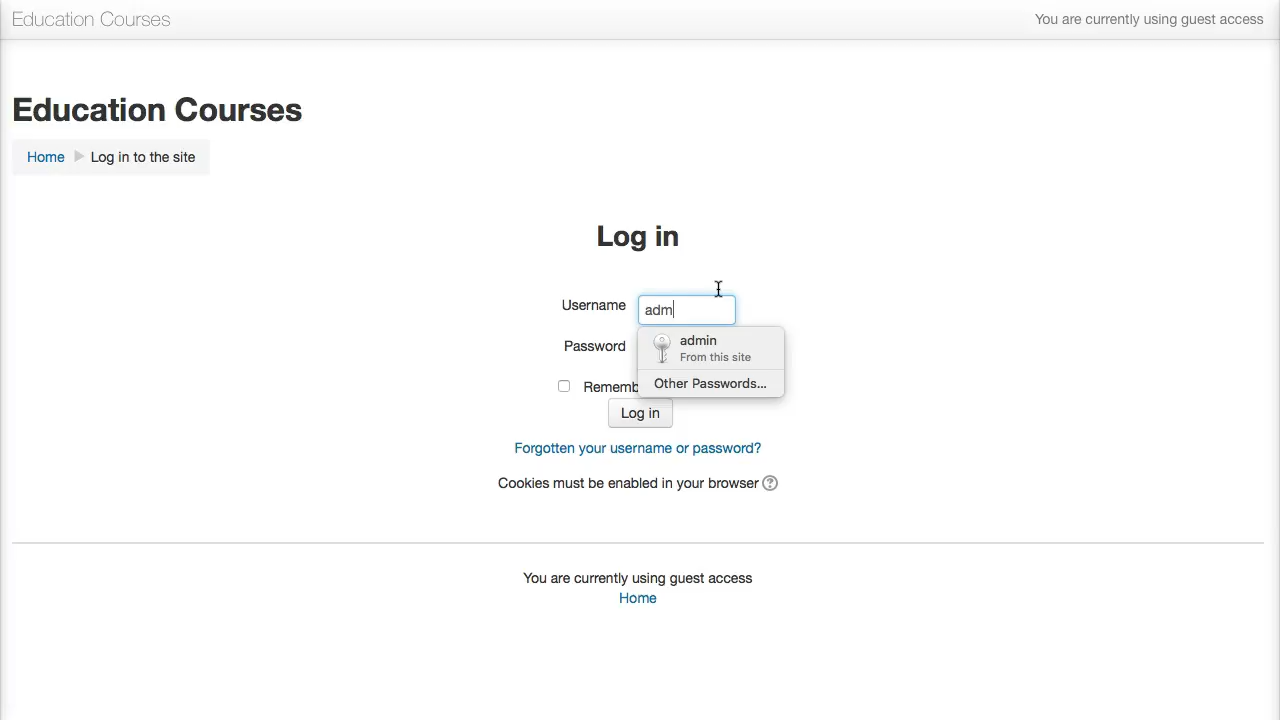 Education Courses
You are currently using guest access
Education Courses
Home Log in to the site
Log in
Username adm
admin
From this site
Password
Other Passwords...
Rememb
Log in
Forgotten your username or password?
Cookies must be enabled in your browser ?
You are currently using guest access
Home